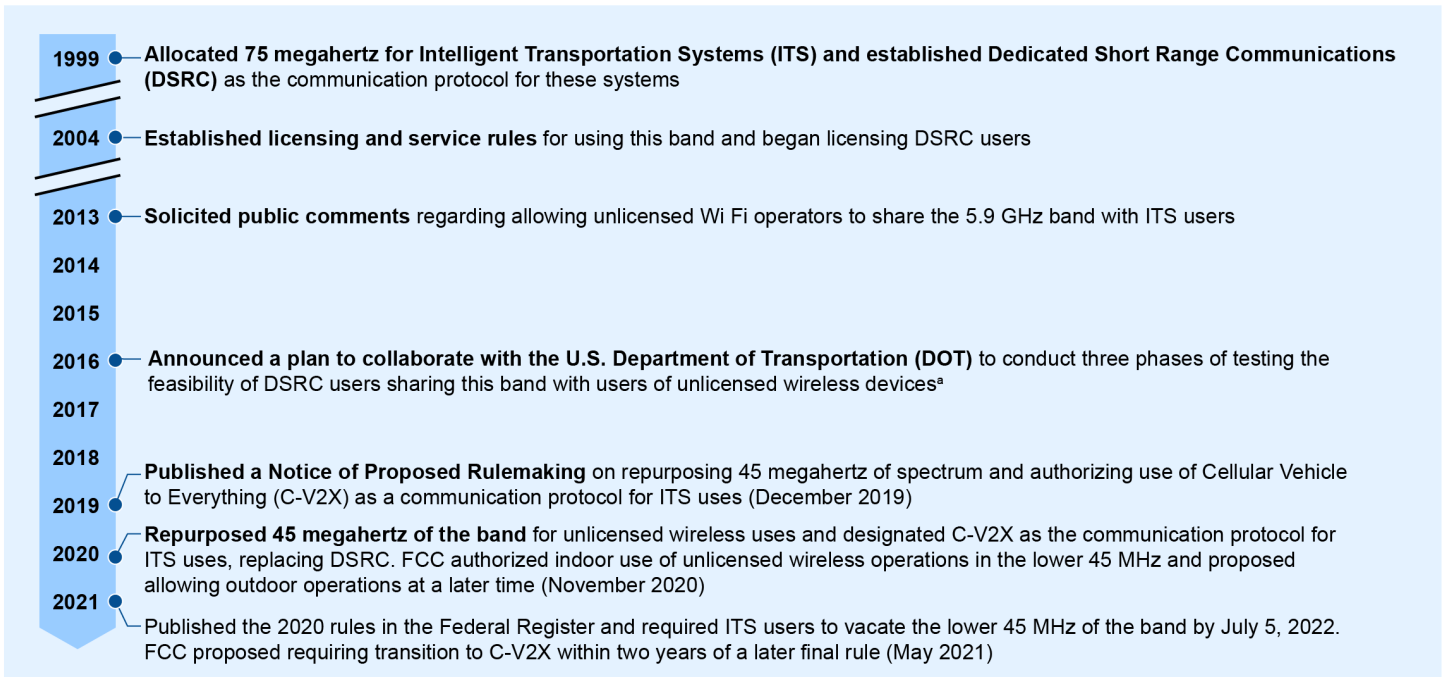 1999
Allocated 75 megahertz for Intelligent Transportation Systems (ITS) and established Dedicated Short Range Communications
(DSRC) as the communication protocol for these systems
2004
Established licensing and service rules for using this band and began licensing DSRC users
2013
Solicited public comments regarding allowing unlicensed Wi Fi operators to share the 5.9 GHz band with ITS users
2014
2015
2016
Announced a plan to collaborate with the U.S. Department of Transportation (DOT) to conduct three phases of testing the
feasibility of DSRC users sharing this band with users of unlicensed wireless devicesª
2017
2018
2019
Published a Notice of Proposed Rulemaking on repurposing 45 megahertz of spectrum and authorizing use of Cellular Vehicle
to Everything (C-V2X) as a communication protocol for ITS uses (December 2019)
2020
Repurposed 45 megahertz of the band for unlicensed wireless uses and designated C-V2X as the communication protocol for
ITS uses, replacing DSRC. FCC authorized indoor use of unlicensed wireless operations in the lower 45 MHz and proposed
allowing outdoor operations at a later time (November 2020)
2021
Published the 2020 rules in the Federal Register and required ITS users to vacate the lower 45 MHz of the band by July 5, 2022.
FCC proposed requiring transition to C-V2X within two years of a later final rule (May 2021)